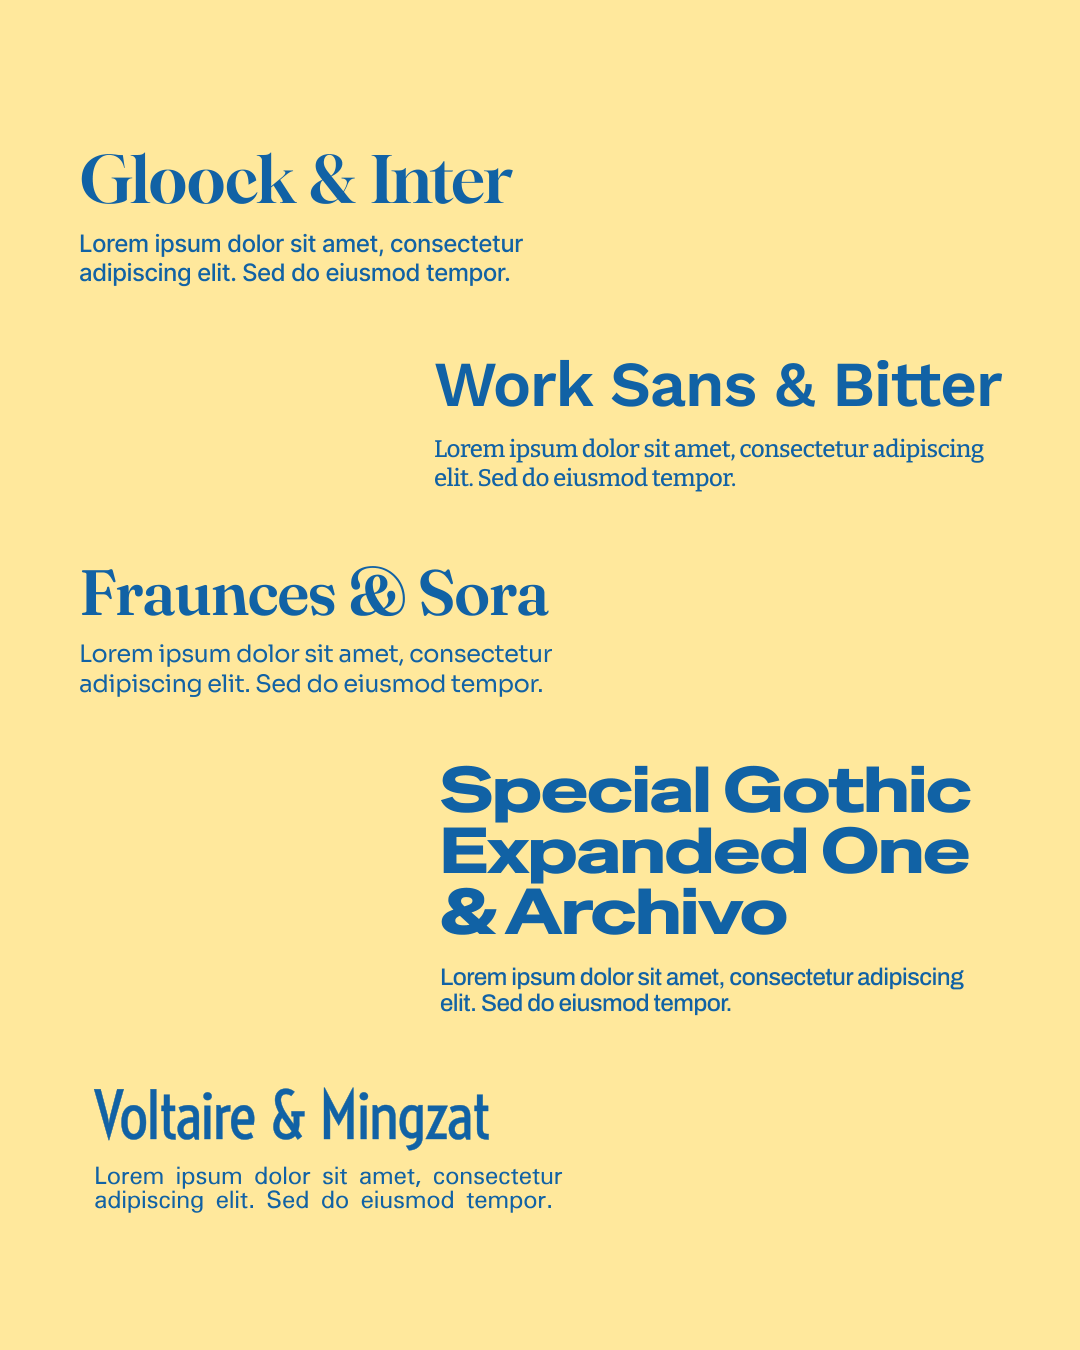 Gloock & Inter
Lorem ipsum dolor sit amet, consectetur
adipiscing elit. Sed do eiusmod tempor.
Work Sans & Bitter
Lorem ipsum dolor sit amet, consectetur adipiscing
elit. Sed do eiusmod tempor.
Fraunces & Sora
Lorem ipsum dolor sit amet, consectetur
adipiscing elit. Sed do eiusmod tempor.
Special Gothic
Expanded One
& Archivo
Lorem ipsum dolor sit amet, consectetur adipiscing
elit. Sed do eiusmod tempor.
Voltaire & Mingzat
Lorem ipsum dolor sit amet, consectetur
adipiscing elit. Sed do eiusmod tempor.